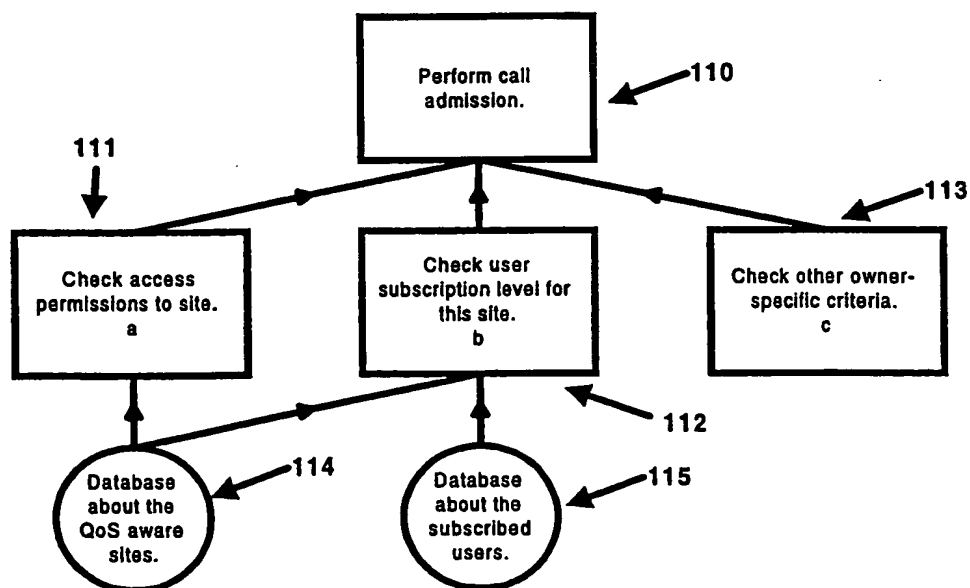 Perform call
admission.
110
111
113
Check access
permissions to site.
a
Check user
subscription level for
this site.
b
Check other owner-
specific criteria.
c
112
Database
about the
QoS aware
sites.
114
Database
about the
subscribed
users.
115